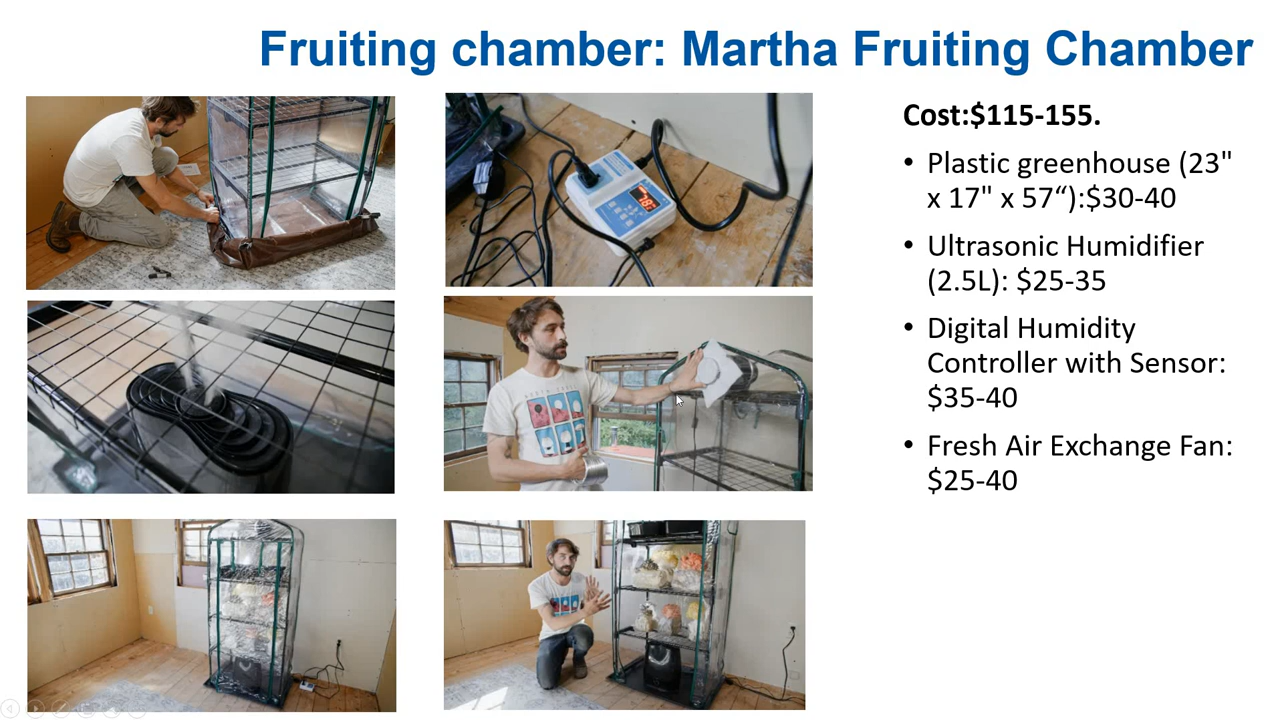 Fruiting chamber: Martha Fruiting Chamber
Cost:$115-155.
• Plastic greenhouse (23"
x 17" x 57“):$30-40
• Ultrasonic Humidifier
(2.5L): $25-35
• Digital Humidity
Controller with Sensor:
$35-40
• Fresh Air Exchange Fan:
$25-40